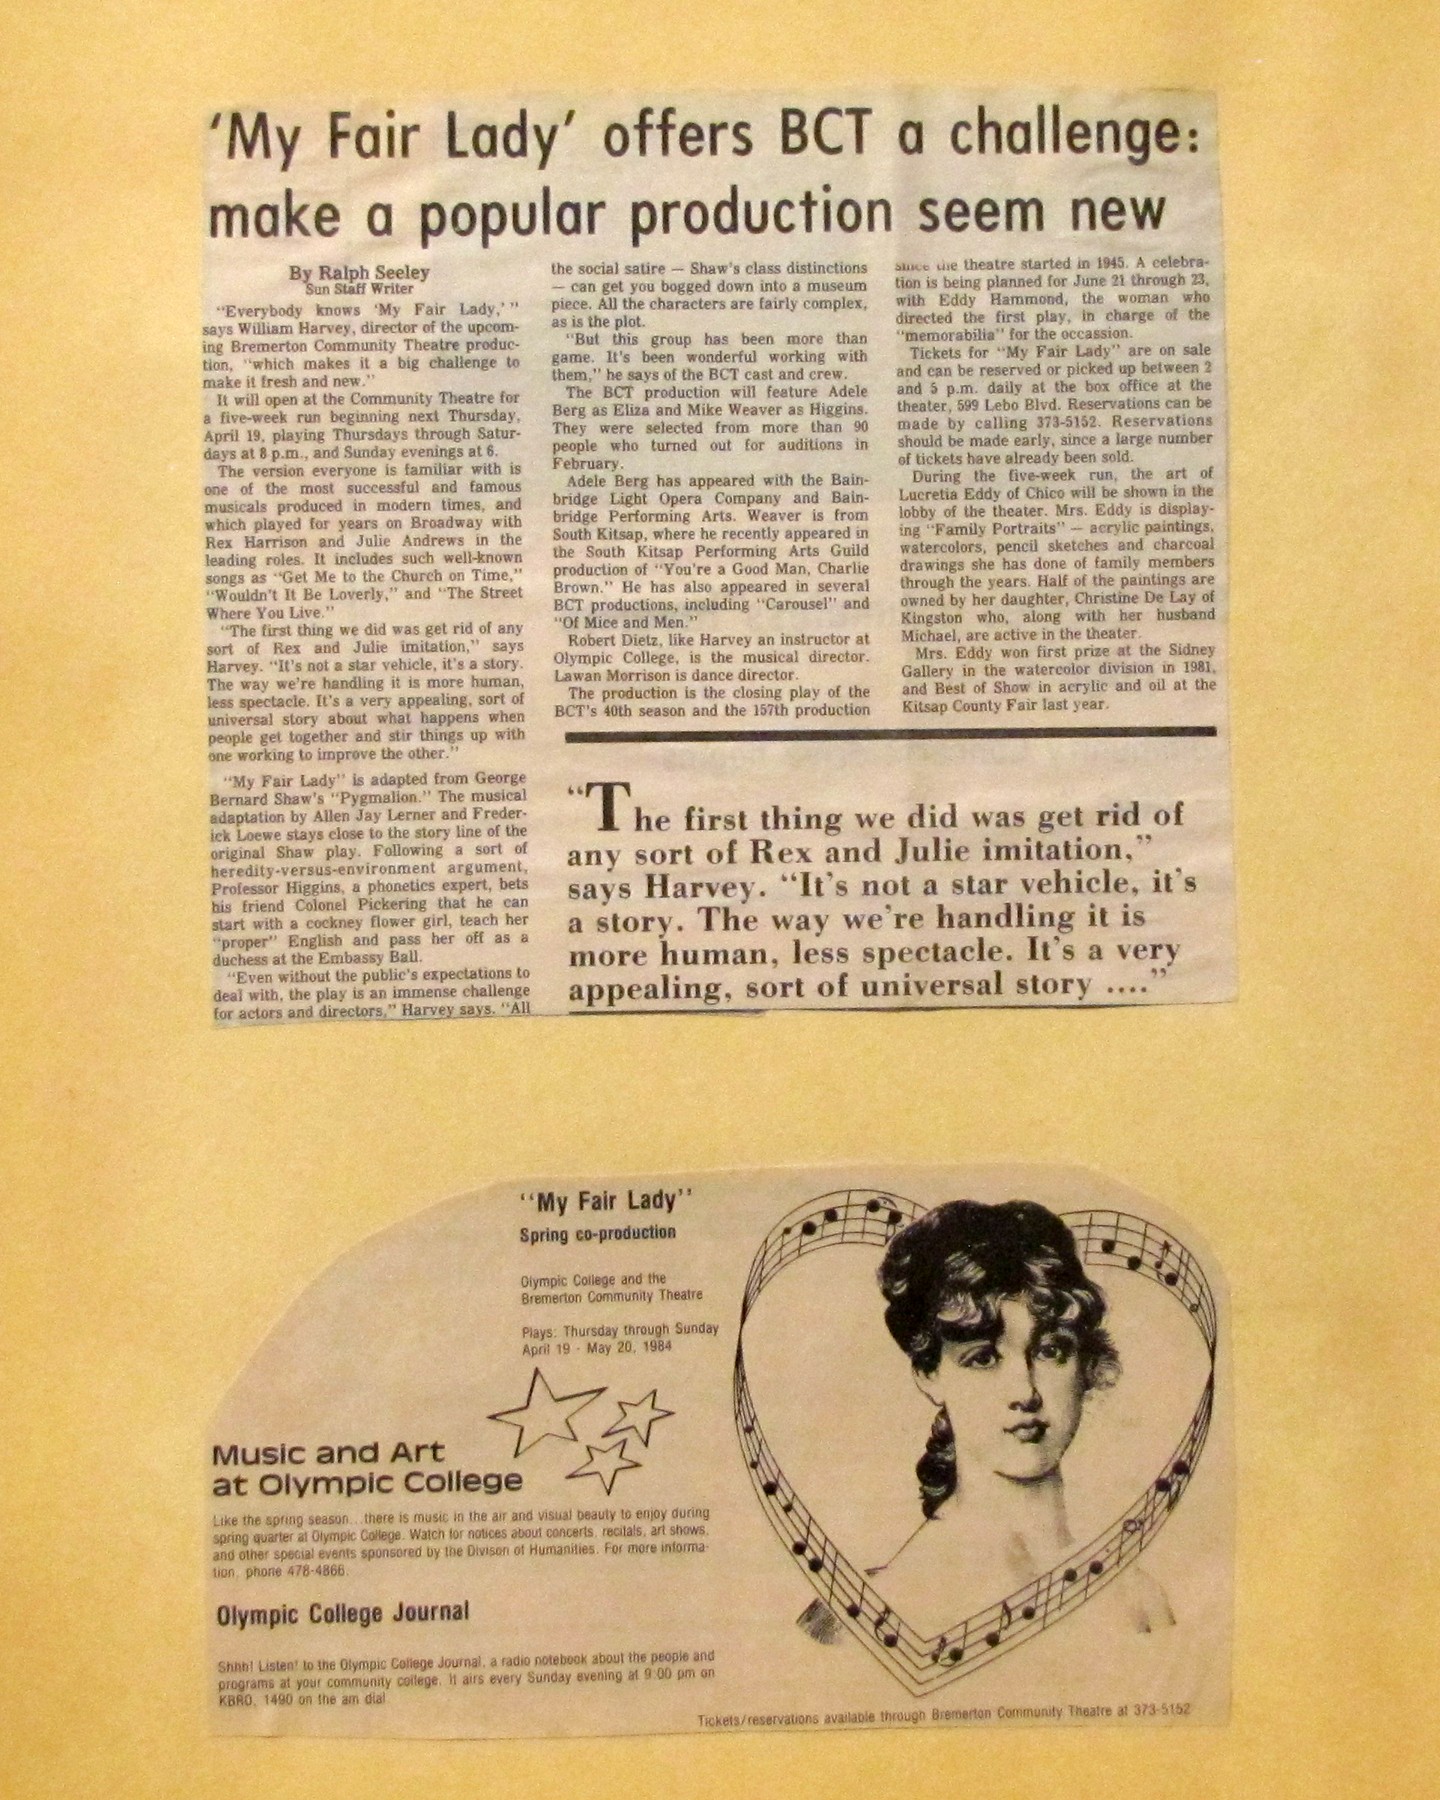 ‘My Fair Lady’ offers BCT a challenge:
make a popular production seem new
By Ralph Seeley
Sun Staff Writer
“Everybody knows ‘My Fair Lady,’ ”
says William Harvey, director of the upcom-
ing Bremerton Community Theatre produc-
tion, “which makes it a big challenge to
make it fresh and new.”
It will open at the Community Theatre for
a five-week run beginning next Thursday,
April 19, playing Thursdays through Satur-
days at 8 p.m., and Sunday evenings at 6.
The version everyone is familiar with is
one of the most successful and famous
musicals produced in modern times, and
which played for years on Broadway with
Rex Harrison and Julie Andrews in the
leading roles. It includes such well-known
songs as “Get Me to the Church on Time,”
“Wouldn't It Be Loverly,” and “The Street
Where You Live.”
“The first thing we did was get rid of any
sort of Rex and Julie imitation,” says
Harvey. “It's not a star vehicle, it's a story.
The way we're handling it is more human,
less spectacle. It's a very appealing, sort of
universal story about what happens when
people get together and stir things up with
one working to improve the other.”
“My Fair Lady” is adapted from George
Bernard Shaw's “Pygmalion.” The musical
adaptation by Allen Jay Lerner and Freder-
ick Loewe stays close to the story line of the
original Shaw play. Following a sort of
heredity-versus-environment argument,
Professor Higgins, a phonetics expert, bets
his friend Colonel Pickering that he can
start with a cockney flower girl, teach her
“proper” English and pass her off as a
duchess at the Embassy Ball.
“Even without the public's expectations to
deal with, the play is an immense challenge
for actors and directors,” Harvey says. “All
the social satire — Shaw's class distinctions
— can get you bogged down into a museum
piece. All the characters are fairly complex,
as is the plot.
“But this group has been more than
game. It's been wonderful working with
them,” he says of the BCT cast and crew.
The BCT production will feature Adele
Berg as Eliza and Mike Weaver as Higgins.
They were selected from more than 90
people who turned out for auditions in
February.
Adele Berg has appeared with the Bain-
bridge Light Opera Company and Bain-
bridge Performing Arts. Weaver is from
South Kitsap, where he recently appeared in
the South Kitsap Performing Arts Guild
production of “You're a Good Man, Charlie
Brown.” He has also appeared in several
BCT productions, including “Carousel” and
“Of Mice and Men.”
Robert Dietz, like Harvey an instructor at
Olympic College, is the musical director.
Lawan Morrison is dance director.
The production is the closing play of the
BCT's 40th season and the 157th production
since the theatre started in 1945. A celebra-
tion is being planned for June 21 through 23,
with Eddy Hammond, the woman who
directed the first play, in charge of the
“memorabilia” for the occassion.
Tickets for “My Fair Lady” are on sale
and can be reserved or picked up between 2
and 5 p.m. daily at the box office at the
theater, 599 Lebo Blvd. Reservations can be
made by calling 373-5152. Reservations
should be made early, since a large number
of tickets have already been sold.
During the five-week run, the art of
Lucretia Eddy of Chico will be shown in the
lobby of the theater. Mrs. Eddy is display-
ing “Family Portraits” — acrylic paintings,
watercolors, pencil sketches and charcoal
drawings she has done of family members
through the years. Half of the paintings are
owned by her daughter, Christine De Lay of
Kingston who, along with her husband
Michael, are active in the theater.
Mrs. Eddy won first prize at the Sidney
Gallery in the watercolor division in 1981,
and Best of Show in acrylic and oil at the
Kitsap County Fair last year.
“The first thing we did was get rid of
any sort of Rex and Julie imitation,”
says Harvey. “It's not a star vehicle, it's
a story. The way we're handling it is
more human, less spectacle. It's a very
appealing, sort of universal story ....”
“My Fair Lady”
Spring co-production
Olympic College and the
Bremerton Community Theatre
Plays: Thursday through Sunday
April 19 - May 20, 1984
Music and Art
at Olympic College
Like the spring season...there is music in the air and visual beauty to enjoy during
spring quarter at Olympic College. Watch for notices about concerts, recitals, art shows,
and other special events sponsored by the Divison of Humanities. For more informa-
tion, phone 478-4866.
Olympic College Journal
Shhh! Listen! to the Olympic College Journal, a radio notebook about the people and
programs at your community college. It airs every Sunday evening at 9:00 pm on
KBRO, 1490 on the am dial
Tickets/reservations available through Bremerton Community Theatre at 373-5152